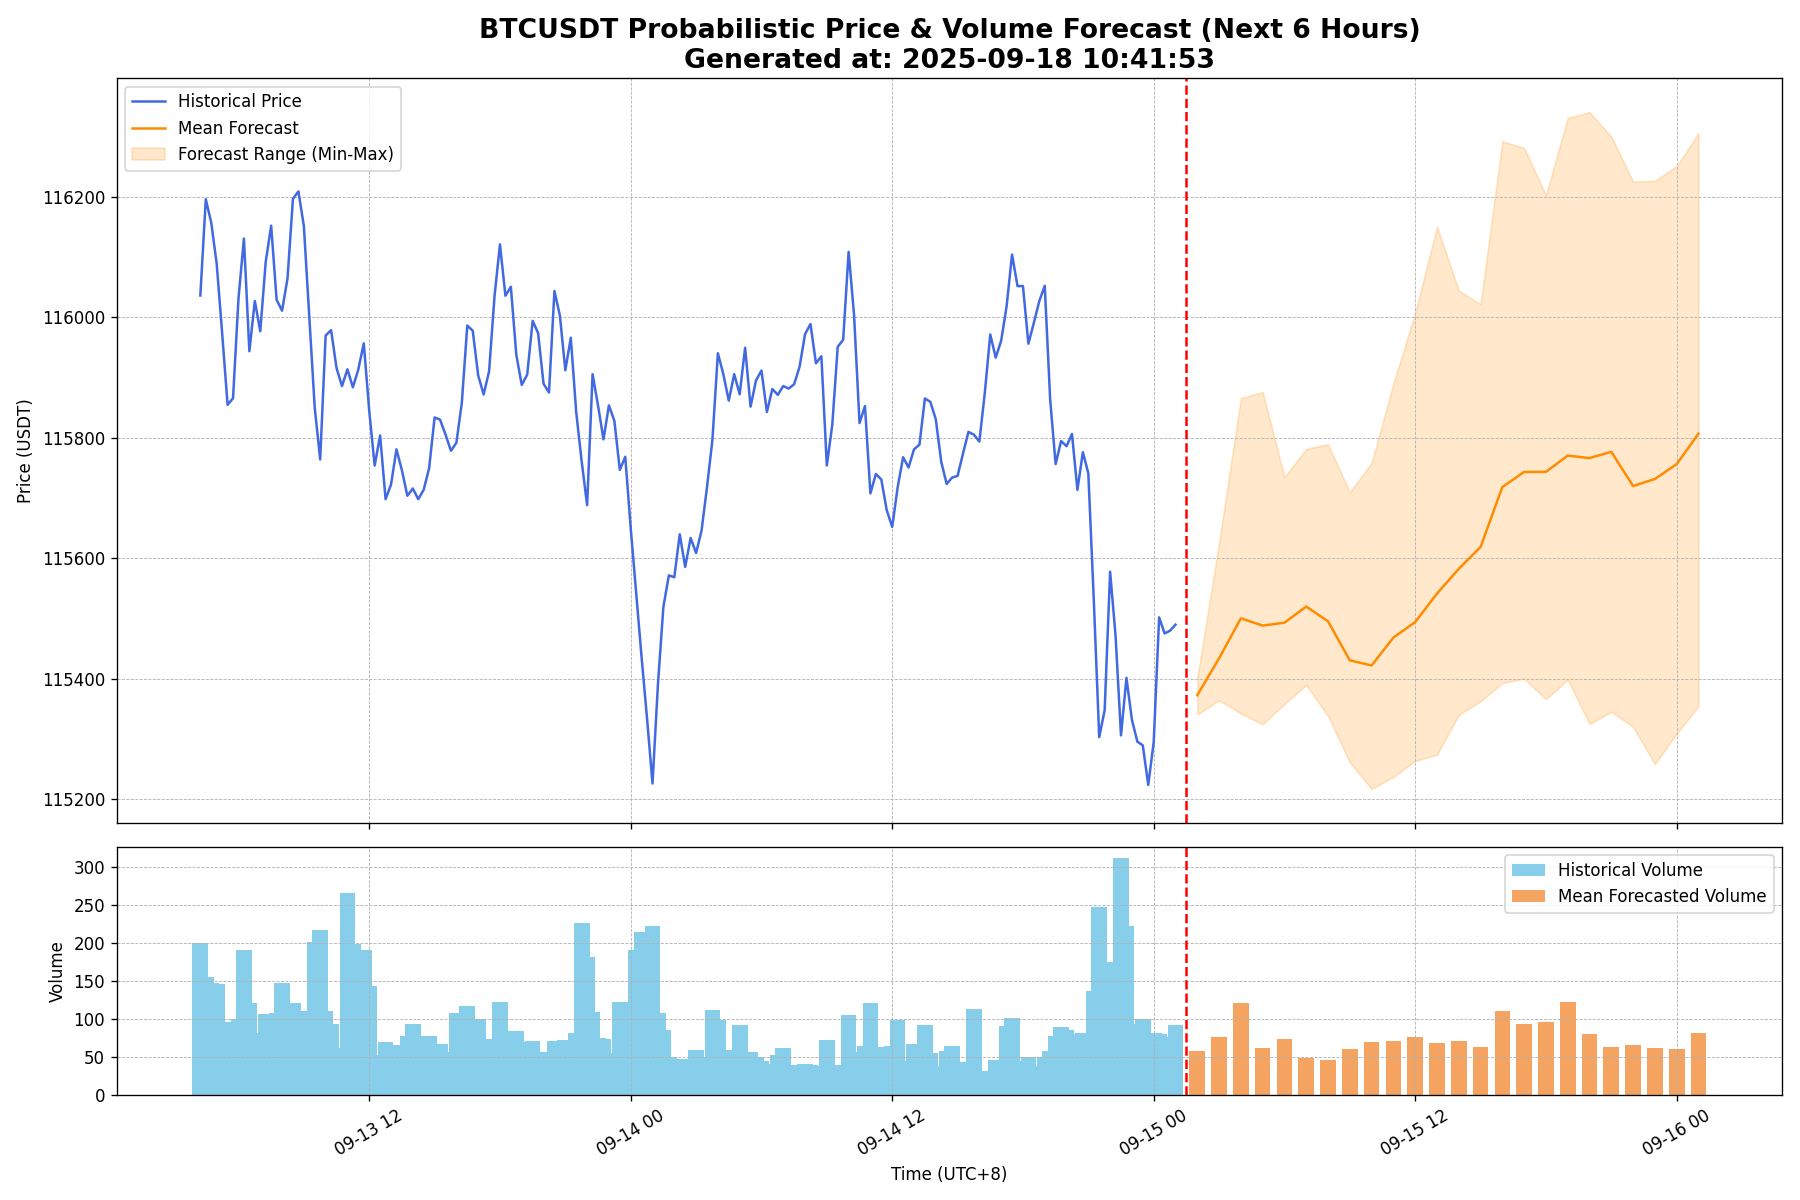 BTCUSDT Probabilistic Price & Volume Forecast (Next 6 Hours)
Generated at: 2025-09-18 10:41:53
Historical Price
Mean Forecast
Forecast Range (Min-Max)
116200
116000
115800
115600
115400
115200
Price (USDT)
Historical Volume
Mean Forecasted Volume
300
250
200
150
100
50
0
Volume
09-13 12
09-14 00
09-14 12
09-15 00
09-15 12
09-16 00
Time (UTC+8)